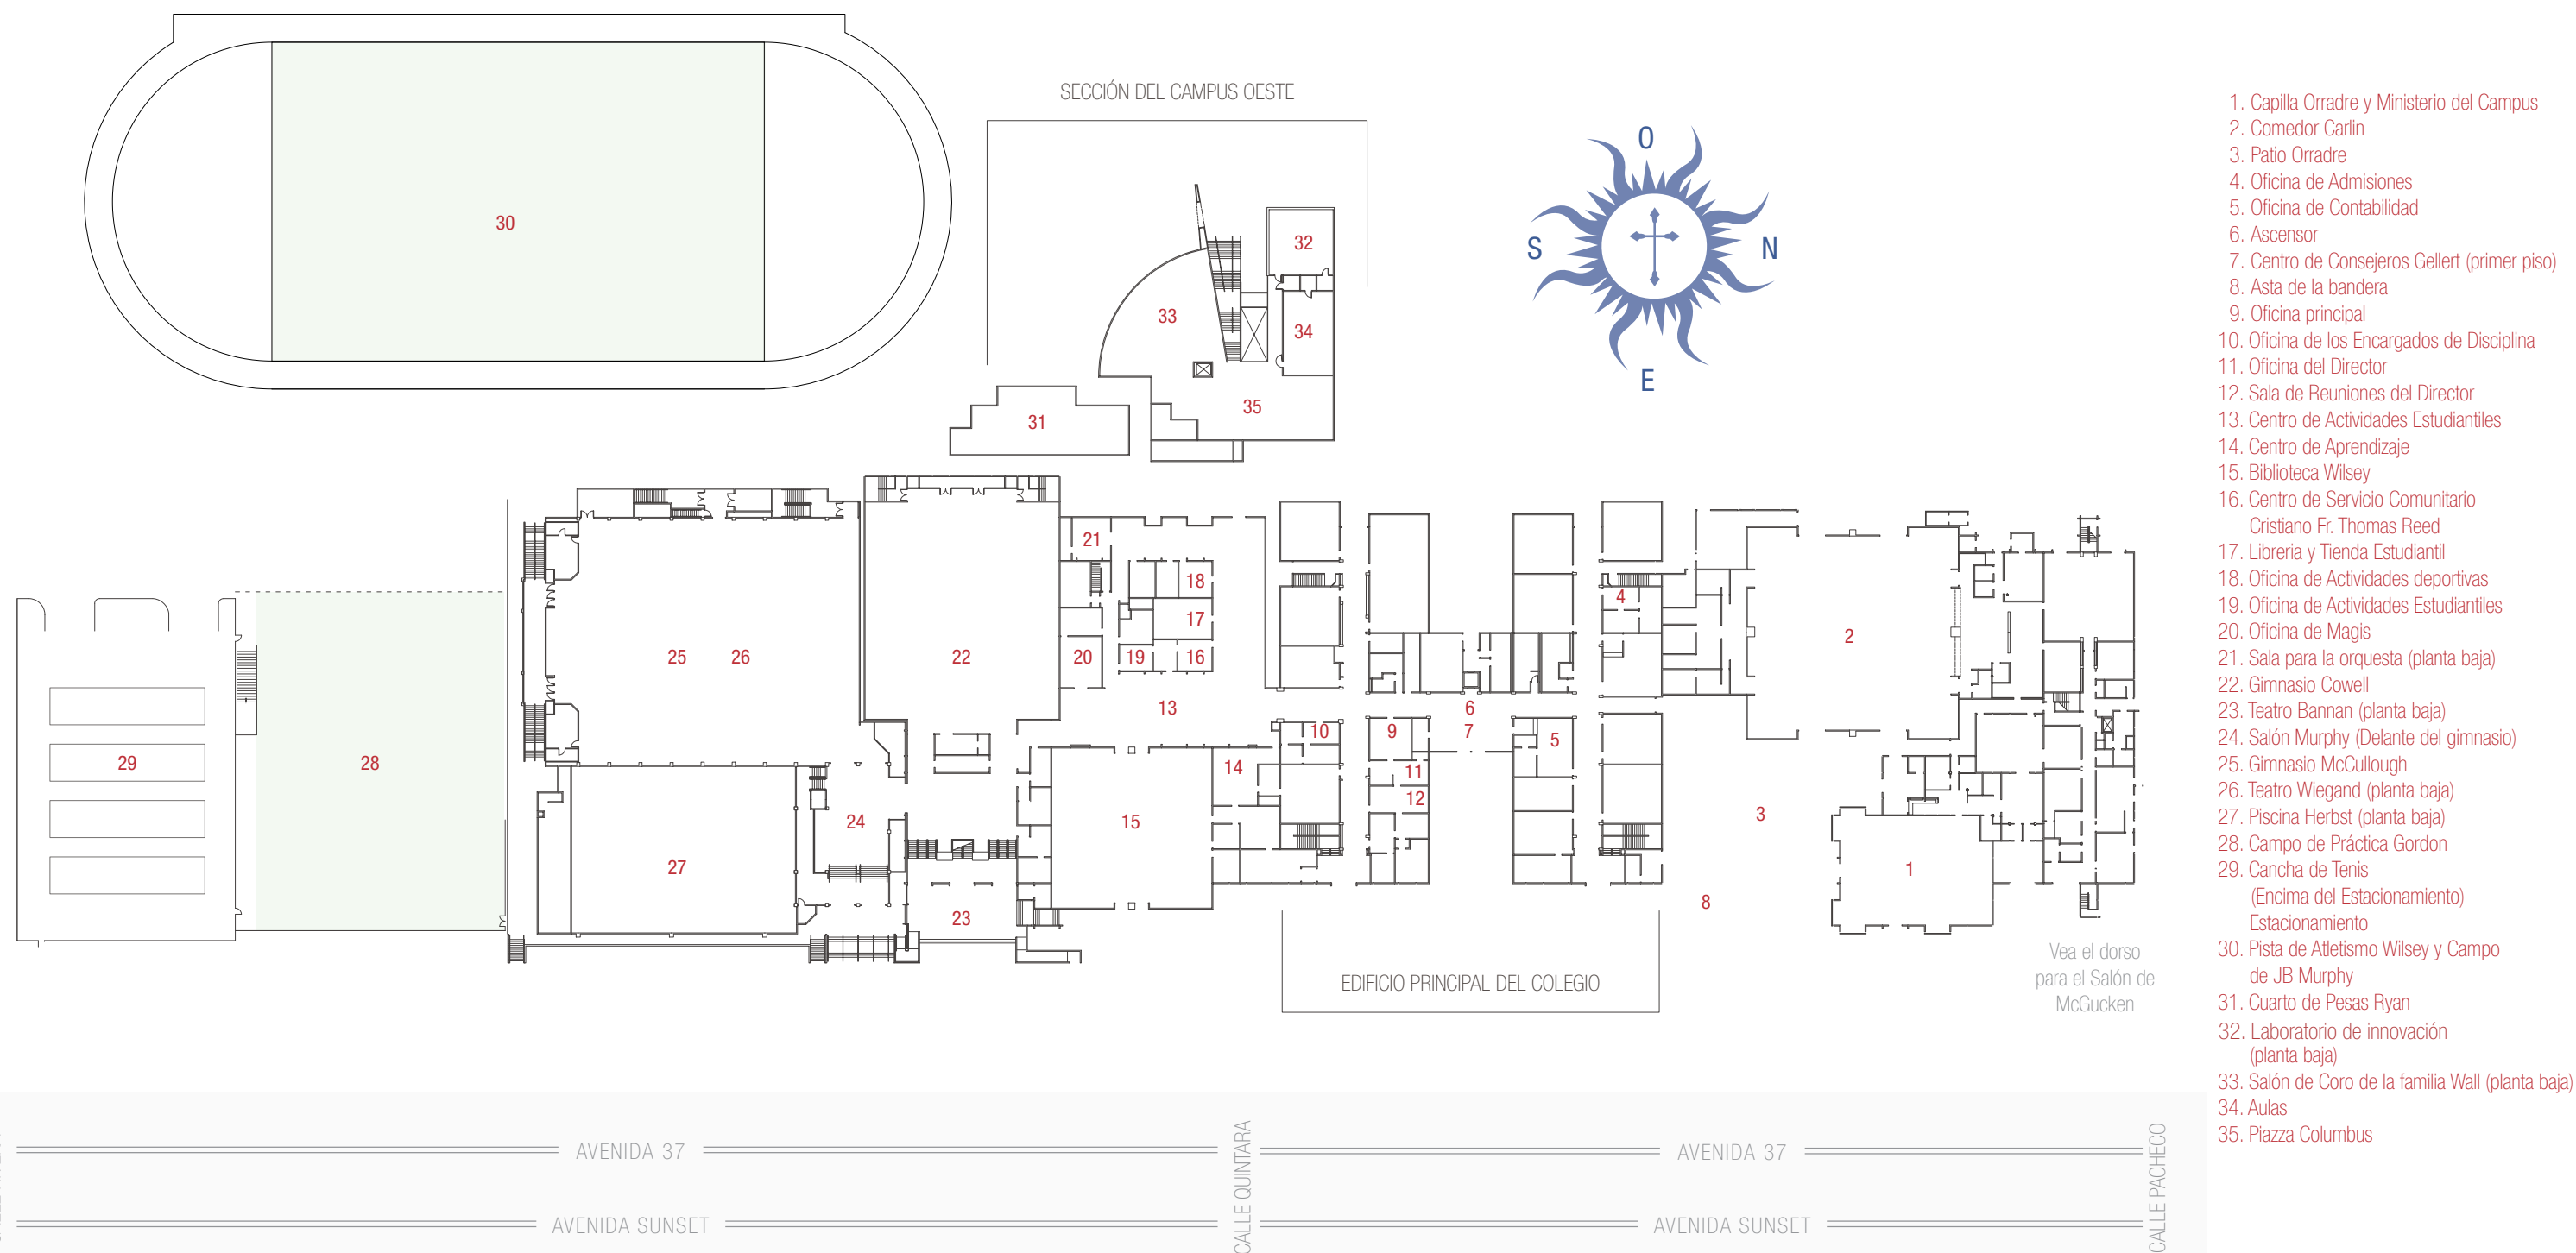 SECCIÓN DEL CAMPUS OESTE
O
S
N
E
30
32
33
34
35
31
21
18
17
25
26
22
20
19
16
4
2
13
6
10
9
7
5
29
28
14
11
12
24
15
3
27
1
23
8
EDIFICIO PRINCIPAL DEL COLEGIO
Vea el dorso
para el Salón de
McGucken
AVENIDA 37
CALLE QUINTARA
AVENIDA 37
CALLE PACHECO
AVENIDA SUNSET
AVENIDA SUNSET
1. Capilla Orradre y Ministerio del Campus
2. Comedor Carlin
3. Patio Orradre
4. Oficina de Admisiones
5. Oficina de Contabilidad
6. Ascensor
7. Centro de Consejeros Gellert (primer piso)
8. Asta de la bandera
9. Oficina principal
10. Oficina de los Encargados de Disciplina
11. Oficina del Director
12. Sala de Reuniones del Director
13. Centro de Actividades Estudiantiles
14. Centro de Aprendizaje
15. Biblioteca Wilsey
16. Centro de Servicio Comunitario
Cristiano Fr. Thomas Reed
17. Libreria y Tienda Estudiantil
18. Oficina de Actividades deportivas
19. Oficina de Actividades Estudiantiles
20. Oficina de Magis
21. Sala para la orquesta (planta baja)
22. Gimnasio Cowell
23. Teatro Bannan (planta baja)
24. Salón Murphy (Delante del gimnasio)
25. Gimnasio McCullough
26. Teatro Wiegand (planta baja)
27. Piscina Herbst (planta baja)
28. Campo de Práctica Gordon
29. Cancha de Tenis
(Encima del Estacionamiento)
Estacionamiento
30. Pista de Atletismo Wilsey y Campo
de JB Murphy
31. Cuarto de Pesas Ryan
32. Laboratorio de innovación
(planta baja)
33. Salón de Coro de la familia Wall (planta baja)
34. Aulas
35. Piazza Columbus